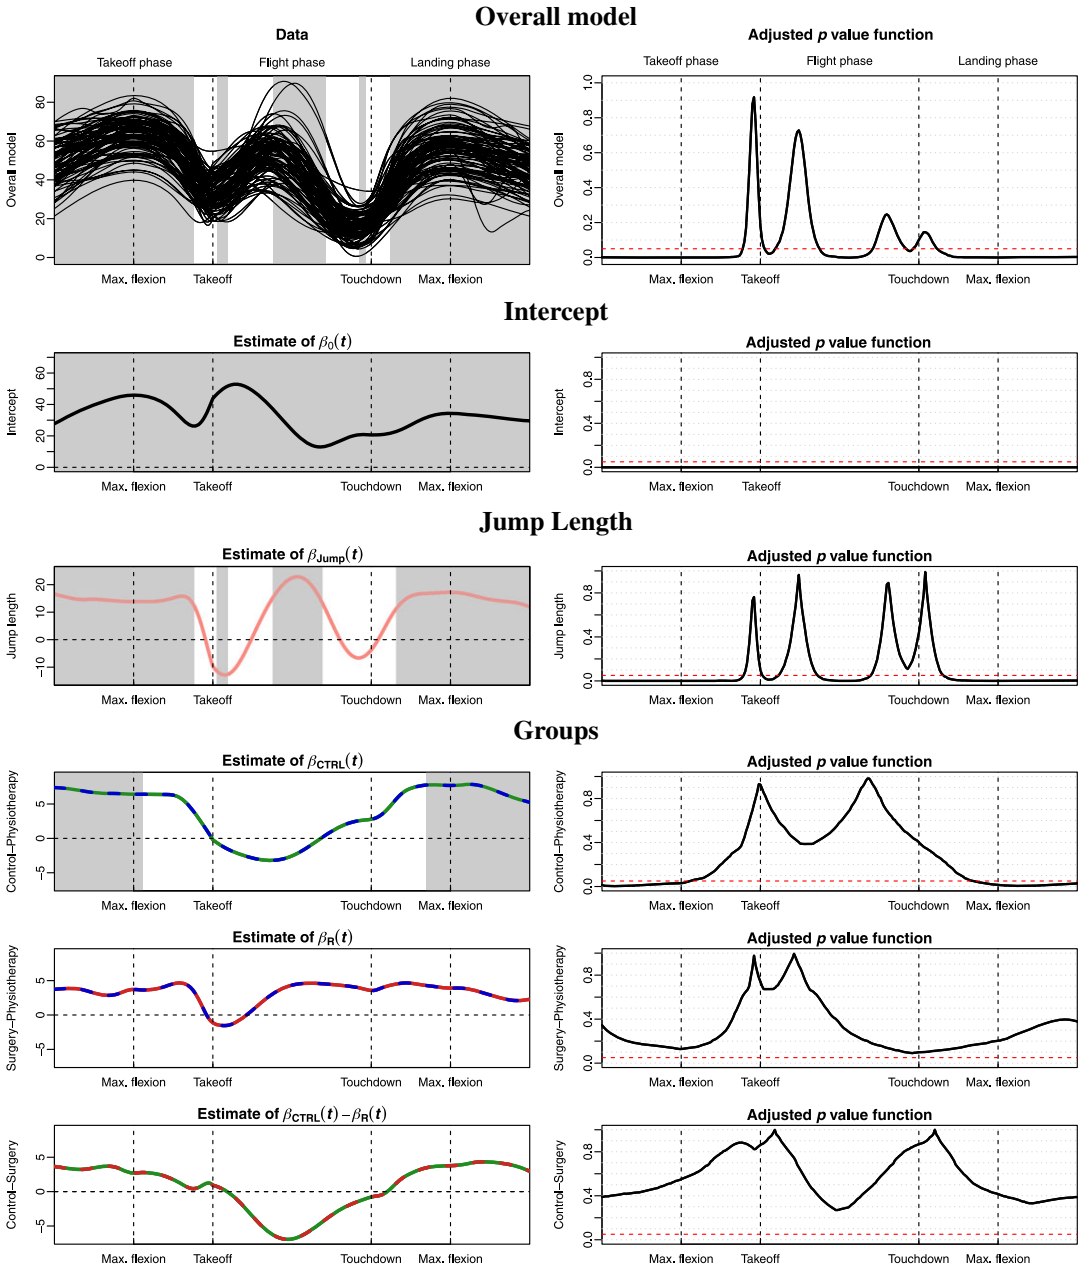 Overall model
Data
Adjusted p value function
Takeoff phase Flight phase Landing phase
Takeoff phase Flight phase Landing phase
Overall model
0 20 40 60 80
Max. flexion Takeoff Touchdown Max. flexion
Overall model
0.0 0.2 0.4 0.6 0.8 1.0
Max. flexion Takeoff Touchdown Max. flexion
Intercept
Estimate of β0(t)
Adjusted p value function
Intercept
0 20 40 60
Max. flexion Takeoff Touchdown Max. flexion
Intercept
0.0 0.4 0.8
Max. flexion Takeoff Touchdown Max. flexion
Jump Length
Estimate of βJump(t)
Adjusted p value function
Jump length
−10 0 10 20
Max. flexion Takeoff Touchdown Max. flexion
Jump length
0.0 0.4 0.8
Max. flexion Takeoff Touchdown Max. flexion
Groups
Estimate of βCTRL(t)
Adjusted p value function
Control−Physiotherapy
−5 0 5
Max. flexion Takeoff Touchdown Max. flexion
Control−Physiotherapy
0.0 0.4 0.8
Max. flexion Takeoff Touchdown Max. flexion
Estimate of βR(t)
Adjusted p value function
Surgery−Physiotherapy
−5 0 5
Max. flexion Takeoff Touchdown Max. flexion
Surgery−Physiotherapy
0.0 0.4 0.8
Max. flexion Takeoff Touchdown Max. flexion
Estimate of βCTRL(t) − βR(t)
Adjusted p value function
Control−Surgery
−5 0 5
Max. flexion Takeoff Touchdown Max. flexion
Control−Surgery
0.0 0.4 0.8
Max. flexion Takeoff Touchdown Max. flexion